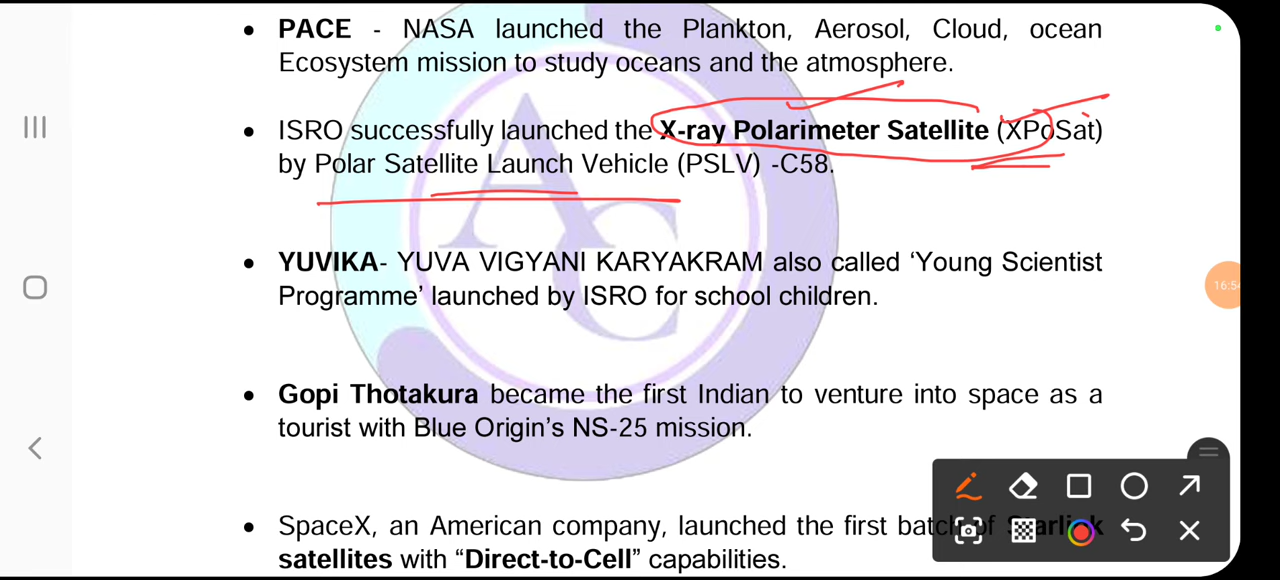 PACE - NASA launched the Plankton, Aerosol, Cloud, ocean
Ecosystem mission to study oceans and the atmosphere.
ISRO successfully launched the X-ray Polarimeter Satellite (XPoSat)
by Polar Satellite Launch Vehicle (PSLV) -C58.
YUVIKA- YUVA VIGYANI KARYAKRAM also called ‘Young Scientist
Programme’ launched by ISRO for school children.
Gopi Thotakura became the first Indian to venture into space as a
tourist with Blue Origin’s NS-25 mission.
SpaceX, an American company, launched the first batch of Starlink
satellites with “Direct-to-Cell” capabilities.
AC